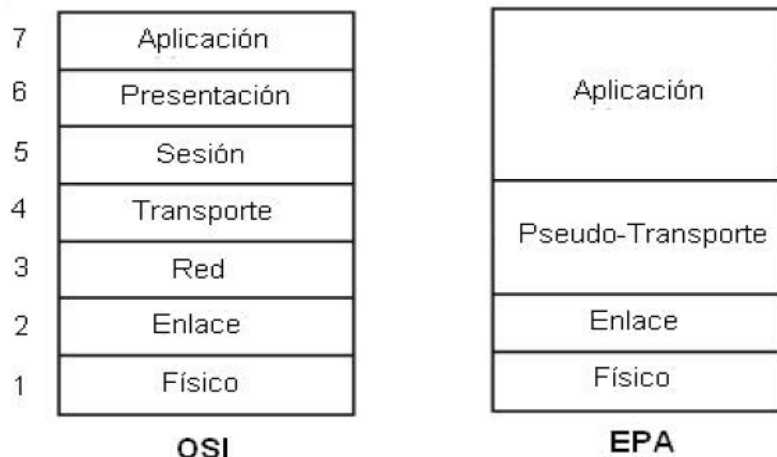 7
Aplicación
6
Presentación
5
Sesión
4
Transporte
3
Red
2
Enlace
1
Físico
OSI
Aplicación
Pseudo-Transporte
Enlace
Físico
EPA